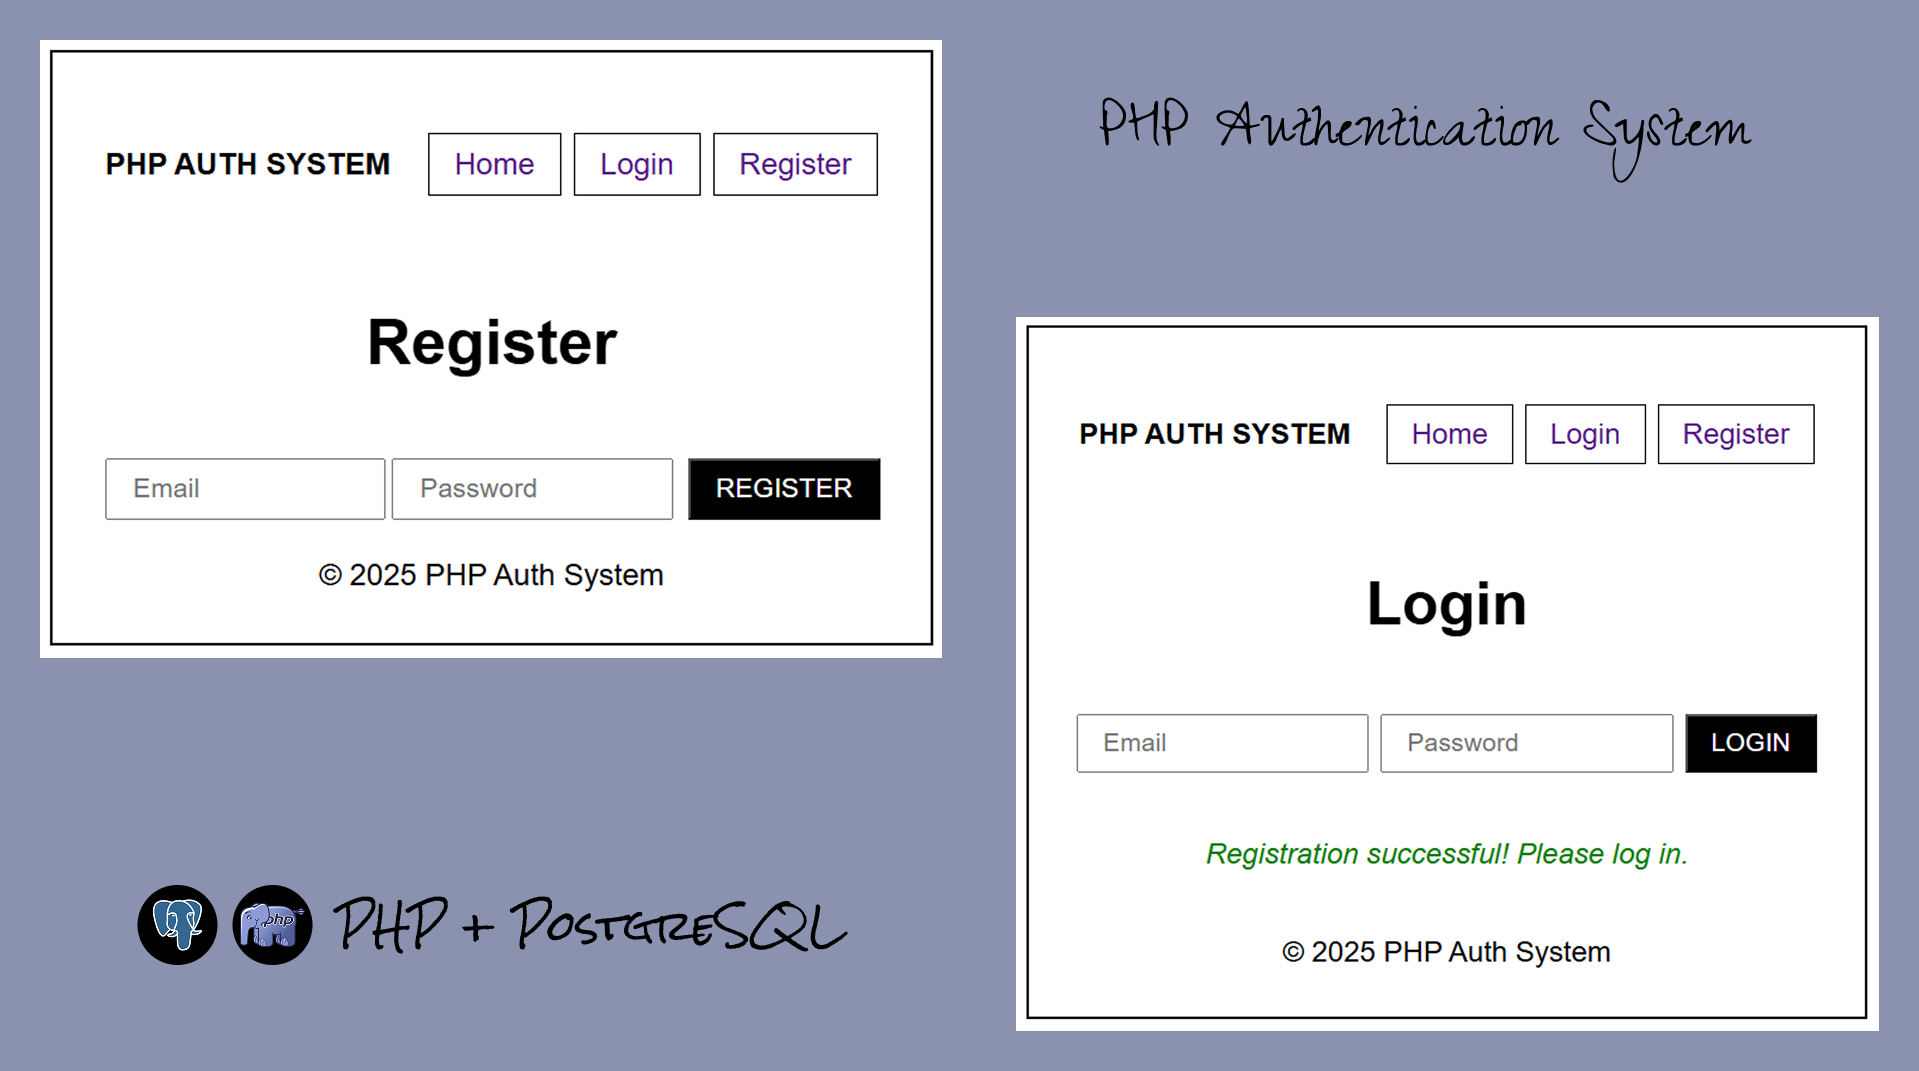 PHP AUTH SYSTEM Home Login Register
Register
Email Password REGISTER
© 2025 PHP Auth System
PHP Authentication System
PHP AUTH SYSTEM Home Login Register
Login
Email Password LOGIN
Registration successful! Please log in.
© 2025 PHP Auth System
php PHP + PostgreSQL